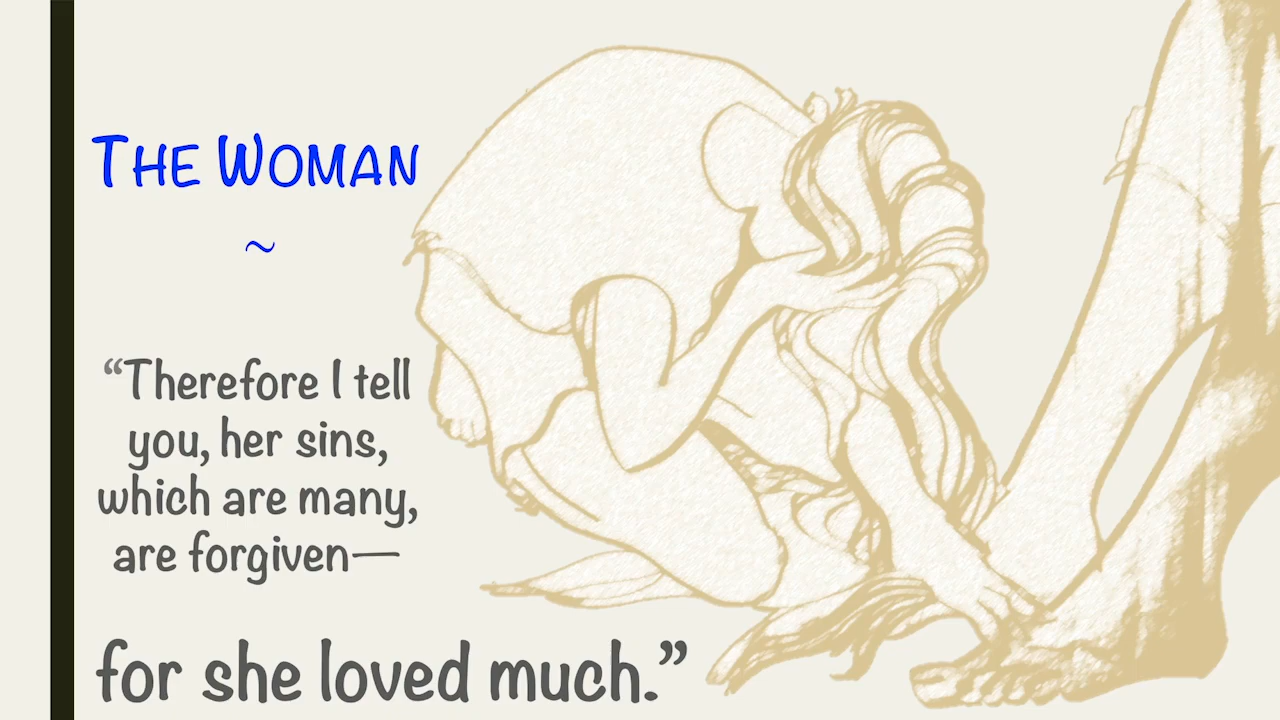 The Woman
~
“Therefore I tell
you, her sins,
which are many,
are forgiven—
for she loved much.”